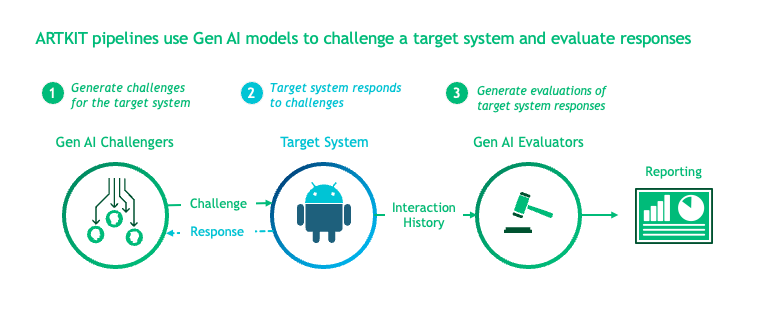 ARTKIT pipelines use Gen AI models to challenge a target system and evaluate responses
1 Generate challenges
for the target system
2 Target system responds
to challenges
3 Generate evaluations of
target system responses
Gen AI Challengers
Target System
Gen AI Evaluators
Reporting
Challenge
Response
Interaction
History